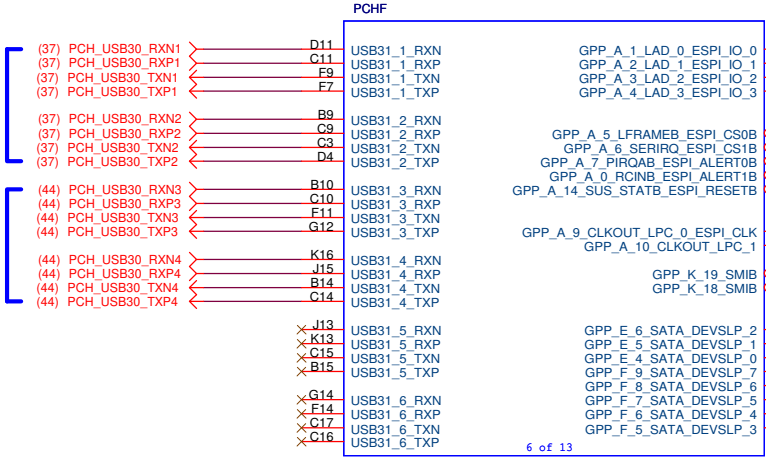 PCHF
(37) PCH_USB30_RXN1 D11 USB31_1_RXN GPP_A_1_LAD_0_ESPI_IO_0
(37) PCH_USB30_RXP1 C11 USB31_1_RXP GPP_A_2_LAD_1_ESPI_IO_1
(37) PCH_USB30_TXN1 F9 USB31_1_TXN GPP_A_3_LAD_2_ESPI_IO_2
(37) PCH_USB30_TXP1 F7 USB31_1_TXP GPP_A_4_LAD_3_ESPI_IO_3
(37) PCH_USB30_RXN2 B9 USB31_2_RXN
(37) PCH_USB30_RXP2 C9 USB31_2_RXP GPP_A_5_LFRAMEB_ESPI_CS0B
(37) PCH_USB30_TXN2 C3 USB31_2_TXN GPP_A_6_SERIRQ_ESPI_CS1B
(37) PCH_USB30_TXP2 D4 USB31_2_TXP GPP_A_7_PIRQAB_ESPI_ALERT0B
GPP_A_0_RCINB_ESPI_ALERT1B
(44) PCH_USB30_RXN3 B10 USB31_3_RXN GPP_A_14_SUS_STATB_ESPI_RESETB
(44) PCH_USB30_RXP3 C10 USB31_3_RXP
(44) PCH_USB30_TXN3 F11 USB31_3_TXN
(44) PCH_USB30_TXP3 G12 USB31_3_TXP GPP_A_9_CLKOUT_LPC_0_ESPI_CLK
GPP_A_10_CLKOUT_LPC_1
(44) PCH_USB30_RXN4 K16 USB31_4_RXN
(44) PCH_USB30_RXP4 J15 USB31_4_RXP GPP_K_19_SMIB
(44) PCH_USB30_TXN4 B14 USB31_4_TXN GPP_K_18_SMIB
(44) PCH_USB30_TXP4 C14 USB31_4_TXP
J13 USB31_5_RXN GPP_E_6_SATA_DEVSLP_2
K13 USB31_5_RXP GPP_E_5_SATA_DEVSLP_1
C15 USB31_5_TXN GPP_E_4_SATA_DEVSLP_0
B15 USB31_5_TXP GPP_F_9_SATA_DEVSLP_7
GPP_F_8_SATA_DEVSLP_6
G14 USB31_6_RXN GPP_F_7_SATA_DEVSLP_5
F14 USB31_6_RXP GPP_F_6_SATA_DEVSLP_4
C17 USB31_6_TXN GPP_F_5_SATA_DEVSLP_3
C16 USB31_6_TXP
6 of 13